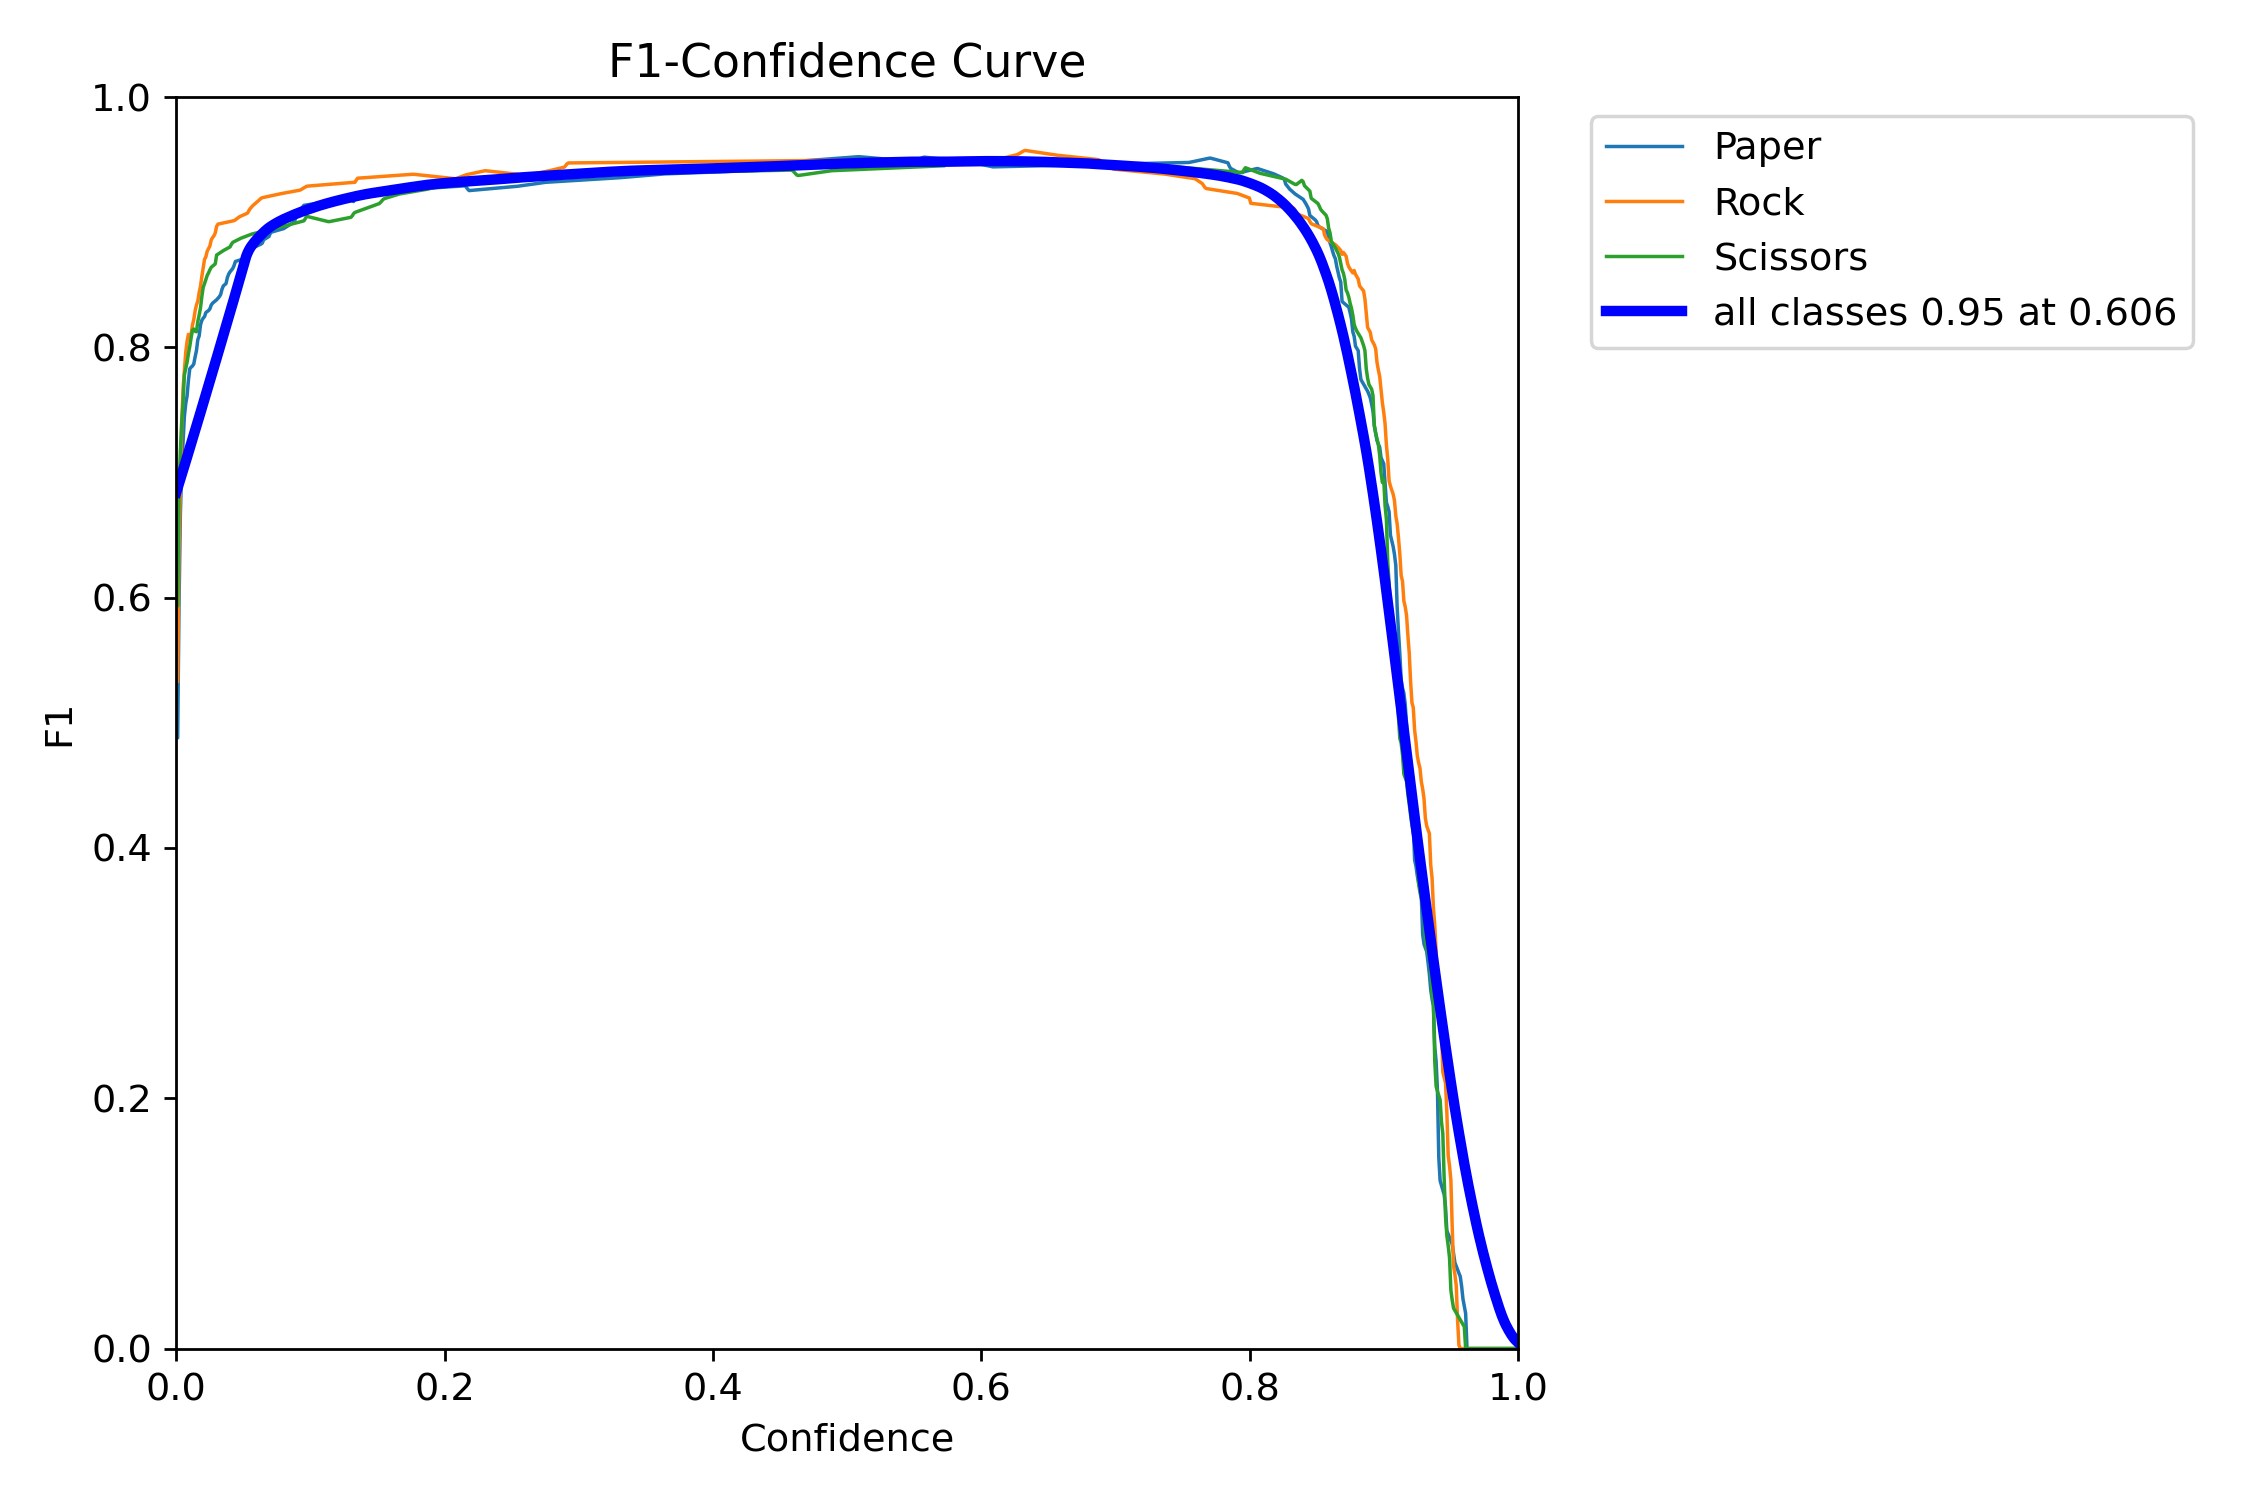 F1-Confidence Curve
1.0
0.8
0.6
0.4
0.2
0.0
F1
0.0 0.2 0.4 0.6 0.8 1.0
Confidence
Paper
Rock
Scissors
all classes 0.95 at 0.606